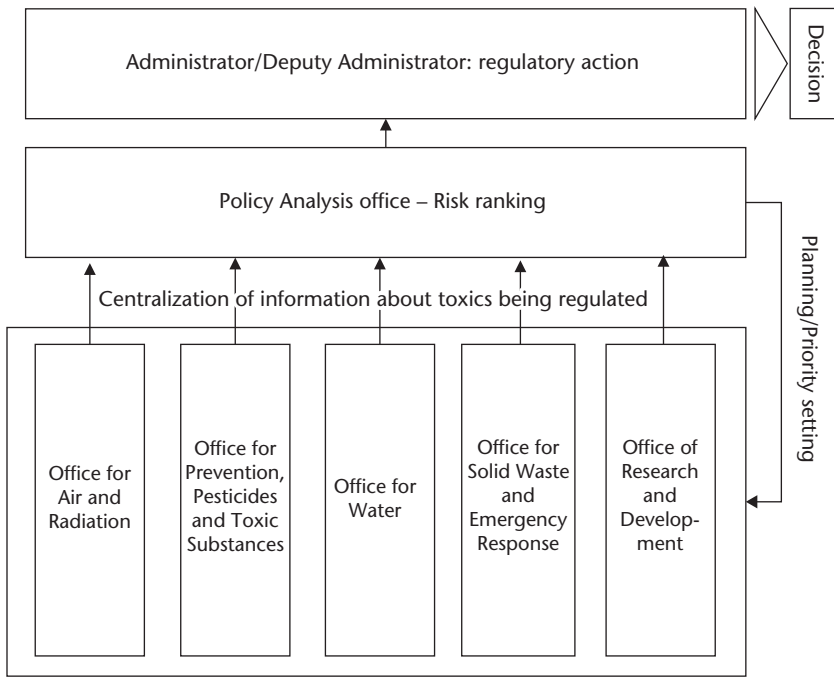 Administrator/Deputy Administrator: regulatory action
Decision
Policy Analysis office – Risk ranking
Planning/Priority setting
Centralization of information about toxics being regulated
Office for
Air and
Radiation
Office for
Prevention,
Pesticides
and Toxic
Substances
Office for
Water
Office for
Solid Waste
and
Emergency
Response
Office of
Research
and
Develop-
ment